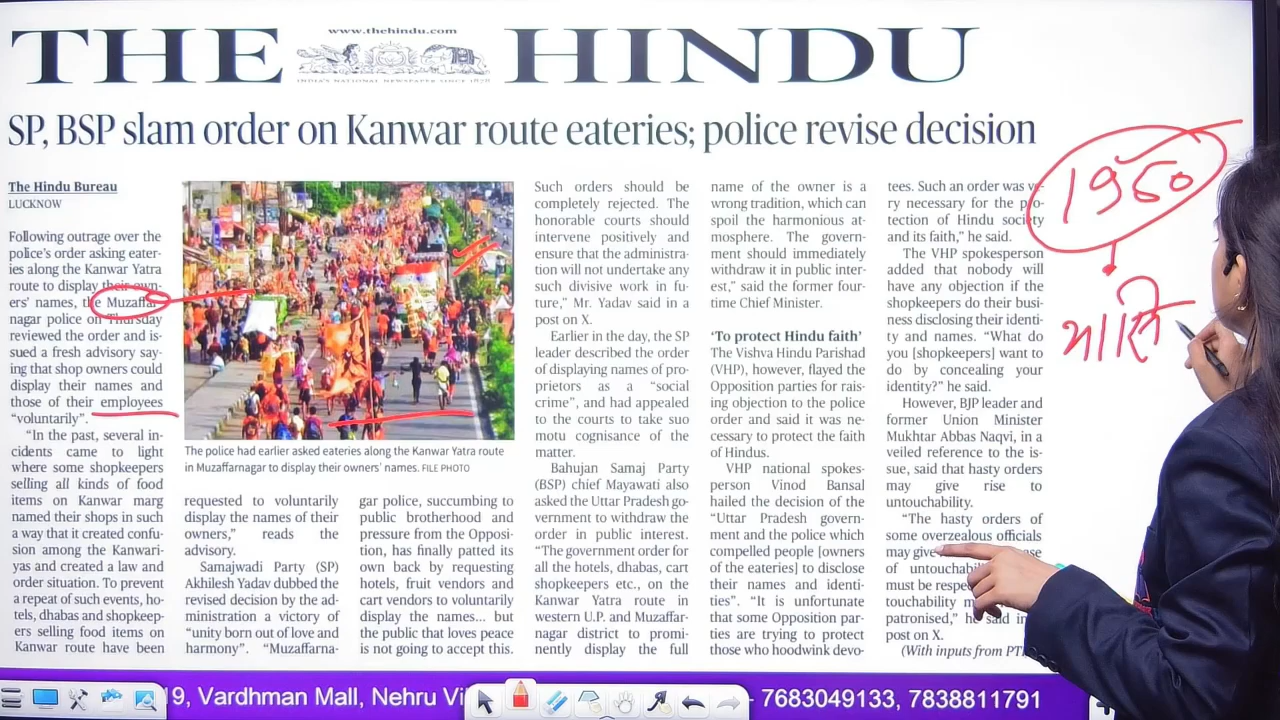 www.thehindu.com
THE HINDU
INDIA'S NATIONAL NEWSPAPER SINCE 1878
SP, BSP slam order on Kanwar route eateries; police revise decision
The Hindu Bureau
LUCKNOW
Following outrage over the
police's order asking eater-
ies along the Kanwar Yatra
route to display their own-
ers' names, the Muzaffar-
nagar police on Thursday
reviewed the order and is-
sued a fresh advisory say-
ing that shop owners could
display their names and
those of their employees
"voluntarily".
"In the past, several in-
cidents came to light
where some shopkeepers
selling all kinds of food
items on Kanwar marg
named their shops in such
a way that it created confu-
sion among the Kanwari-
yas and created a law and
order situation. To prevent
a repeat of such events, ho-
tels, dhabas and shopkeep-
ers selling food items on
Kanwar route have been
The police had earlier asked eateries along the Kanwar Yatra route
in Muzaffarnagar to display their owners' names. FILE PHOTO
requested to voluntarily
display the names of their
owners," reads the
advisory.
Samajwadi Party (SP)
Akhilesh Yadav dubbed the
revised decision by the ad-
ministration a victory of
"unity born out of love and
harmony". "Muzaffarna-
gar police, succumbing to
public brotherhood and
pressure from the Opposi-
tion, has finally patted its
own back by requesting
hotels, fruit vendors and
cart vendors to voluntarily
display the names... but
the public that loves peace
is not going to accept this.
Such orders should be
completely rejected. The
honorable courts should
intervene positively and
ensure that the administra-
tion will not undertake any
such divisive work in fu-
ture," Mr. Yadav said in a
post on X.
Earlier in the day, the SP
leader described the order
of displaying names of pro-
prietors as a "social
crime", and had appealed
to the courts to take suo
motu cognisance of the
matter.
Bahujan Samaj Party
(BSP) chief Mayawati also
asked the Uttar Pradesh go-
vernment to withdraw the
order in public interest.
"The government order for
all the hotels, dhabas, cart
shopkeepers etc., on the
Kanwar Yatra route in
western U.P. and Muzaffar-
nagar district to promi-
nently display the full
name of the owner is a
wrong tradition, which can
spoil the harmonious at-
mosphere. The govern-
ment should immediately
withdraw it in public inter-
est," said the former four-
time Chief Minister.
'To protect Hindu faith'
The Vishva Hindu Parishad
(VHP), however, flayed the
Opposition parties for rais-
ing objection to the police
order and said it was ne-
cessary to protect the faith
of Hindus.
VHP national spokes-
person Vinod Bansal
hailed the decision of the
"Uttar Pradesh govern-
ment and the police which
compelled people [owners
of the eateries] to disclose
their names and identi-
ties". "It is unfortunate
that some Opposition par-
ties are trying to protect
those who hoodwink devo-
tees. Such an order was ve-
ry necessary for the pro-
tection of Hindu society
and its faith," he said.
The VHP spokesperson
added that nobody will
have any objection if the
shopkeepers do their busi-
ness disclosing their identi-
ty and names. "What do
you [shopkeepers] want to
do by concealing your
identity?" he said.
However, BJP leader and
former Union Minister
Mukhtar Abbas Naqvi, in a
veiled reference to the is-
sue, said that hasty orders
may give rise to
untouchability.
"The hasty orders of
some overzealous officials
may give
of untouchabil
must be respec
touchability m
patronised," he said in
post on X.
(With inputs from PT
1960
9, Vardhman Mall, Nehru Vi
7683049133, 7838811791